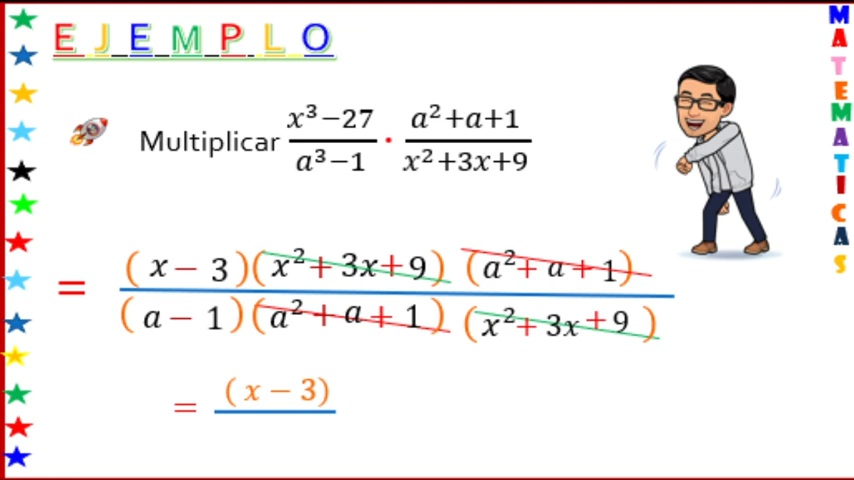 EJEMPLO
MATEMATICAS
Multiplicar x³−27 / a³−1 · a²+a+1 / x²+3x+9
= (x − 3)(x² + 3x + 9) (a² + a + 1)
(a − 1)(a² + a + 1) (x² + 3x + 9)
= (x − 3)